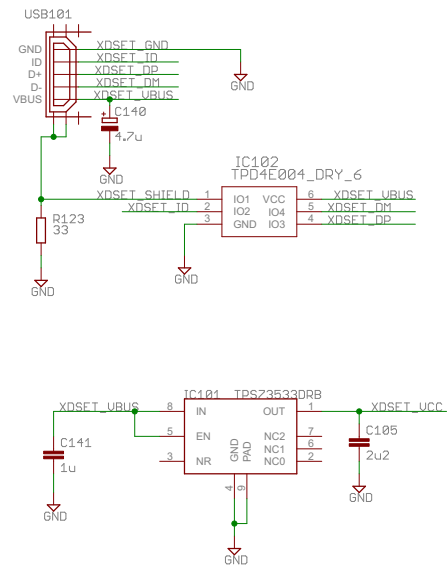 USB101
GND XDSET_GND
ID XDSET_ID
D+ XDSET_DP
D- XDSET_DM
VBUS XDSET_VBUS
GND
+ C140
4.7u
GND
IC102
TPD4E004_DRY_6
XDSET_SHIELD 1 IO1 VCC 6 XDSET_VBUS
XDSET_ID 2 IO2 IO4 5 XDSET_DM
3 GND IO3 4 XDSET_DP
R123
33
GND
GND
IC101 TPSZ3533DRB
XDSET_VBUS 8 IN OUT 1 XDSET_VCC
5 EN NC2 7
NC1 6
3 NR NC0 2
GND PAD
4 9
C141
1u
C105
2u2
GND
GND
GND